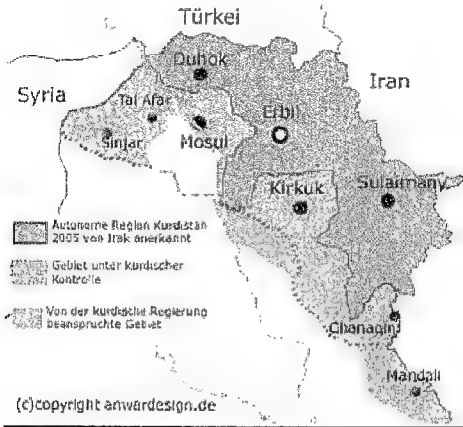 Türkei
Duhok
Syria
Iran
Tal Afar
Erbil
Sinjar
Mosul
Kirkuk
Sulaimany
Autonome Region Kurdistan
2005 von Irak anerkannt
Gebiet unter kurdischer
Kontrolle
Von der kurdische Regierung
beanspruchte Gebiet
Chanaqin
Mandali
(c)copyright anwardesign.de